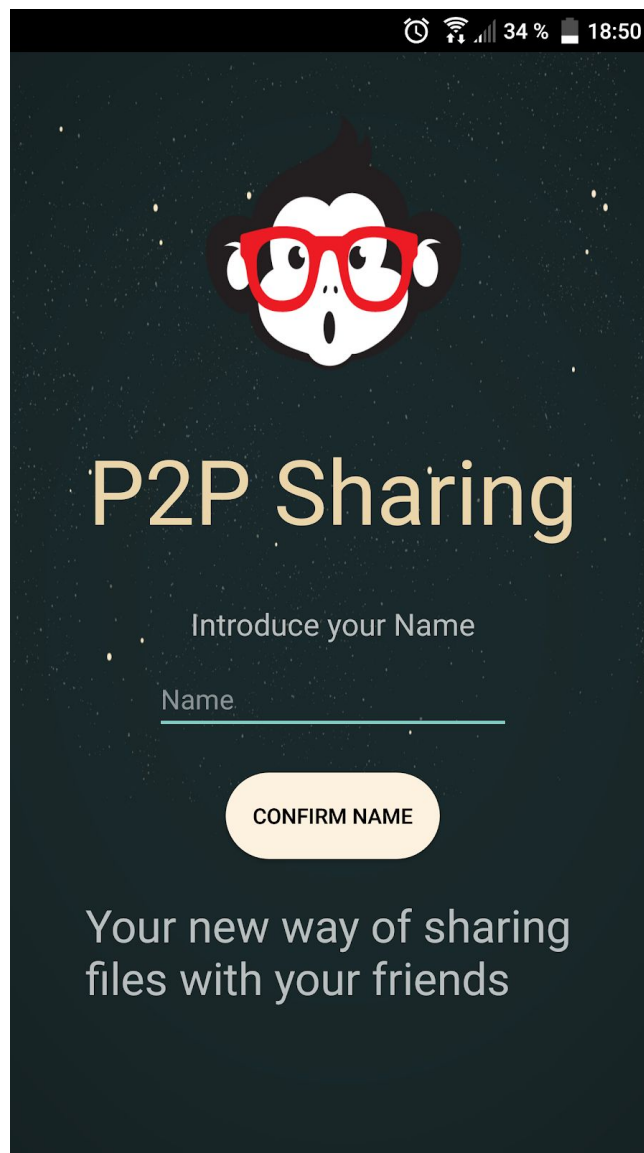 34 % 18:50
P2P Sharing
Introduce your Name
Name
CONFIRM NAME
Your new way of sharing
files with your friends